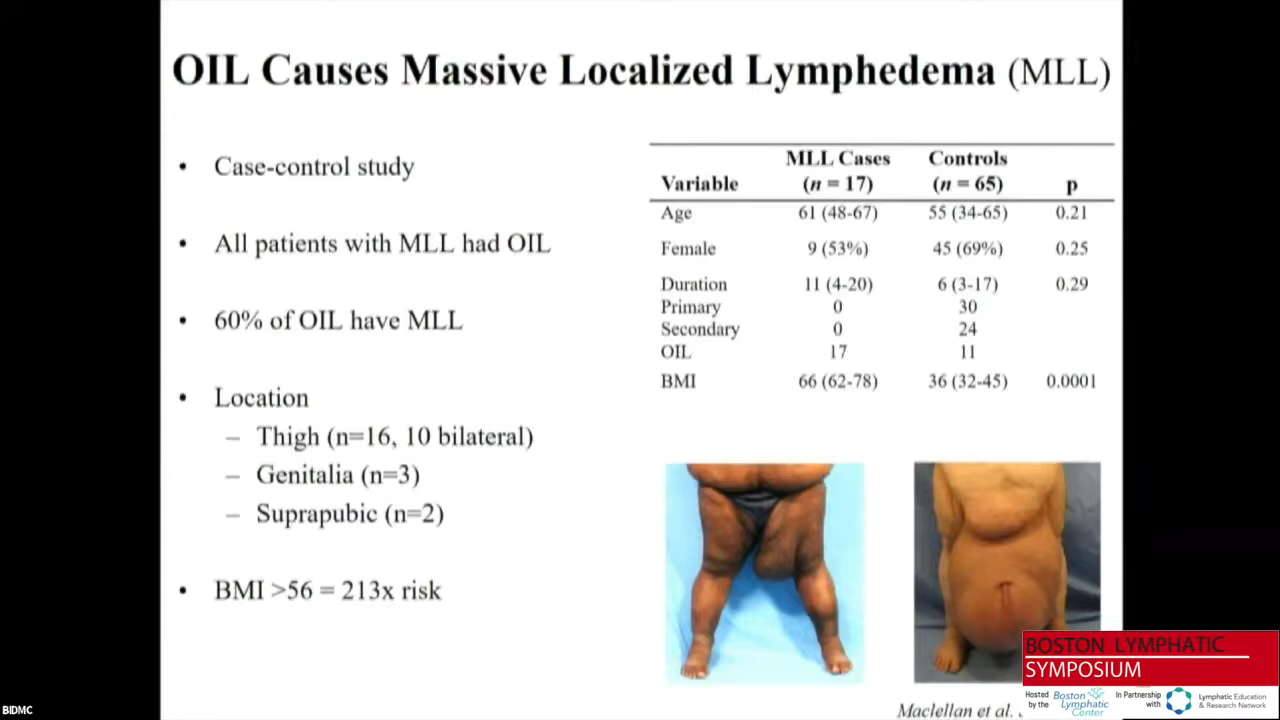 OIL Causes Massive Localized Lymphedema (MLL)
• Case-control study
• All patients with MLL had OIL
• 60% of OIL have MLL
• Location
– Thigh (n=16, 10 bilateral)
– Genitalia (n=3)
– Suprapubic (n=2)
• BMI >56 = 213x risk
Variable MLL Cases (n = 17) Controls (n = 65) p
Age 61 (48-67) 55 (34-65) 0.21
Female 9 (53%) 45 (69%) 0.25
Duration 11 (4-20) 6 (3-17) 0.29
Primary 0 30
Secondary 0 24
OIL 17 11
BMI 66 (62-78) 36 (32-45) 0.0001
Maclellan et al.
BOSTON LYMPHATIC
SYMPOSIUM
Hosted by the
Boston Lymphatic Center
In Partnership with
Lymphatic Education & Research Network
BIDMC